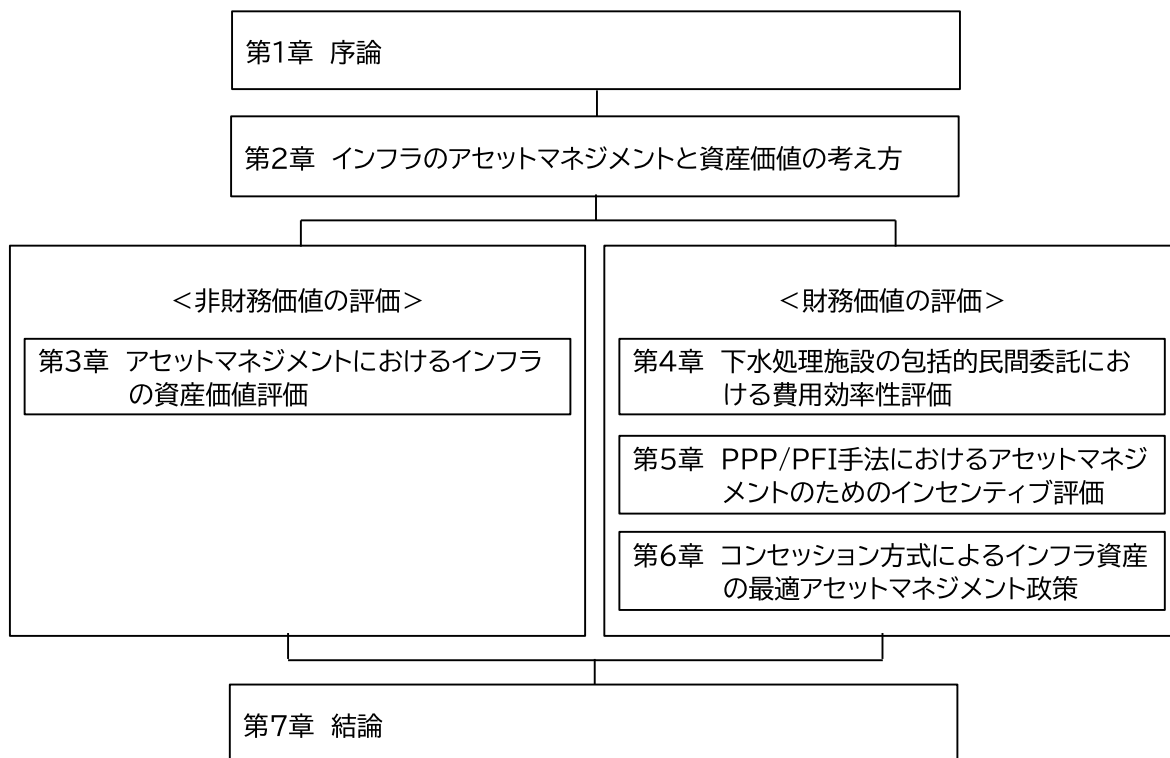 第1章 序論
第2章 インフラのアセットマネジメントと資産価値の考え方
＜非財務価値の評価＞
第3章 アセットマネジメントにおけるインフラ
の資産価値評価
＜財務価値の評価＞
第4章 下水処理施設の包括的民間委託にお
ける費用効率性評価
第5章 PPP/PFI手法におけるアセットマネジ
メントのためのインセンティブ評価
第6章 コンセッション方式によるインフラ資産
の最適アセットマネジメント政策
第7章 結論